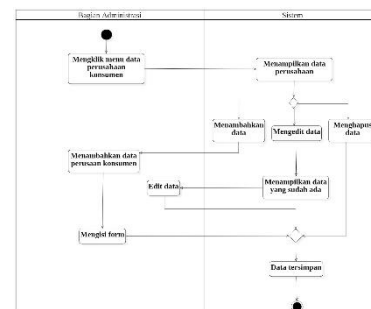 Bagian Administrasi
Sistem
Mengklik menu data
perusahaan
konsumen
Menampilkan data
perusahaan
Menambahkan
data
Mengedit data
Menghapus
data
Menambahkan data
perusaan konsumen
Edit data
Menampilkan data
yang sudah ada
Mengisi form
Data tersimpan